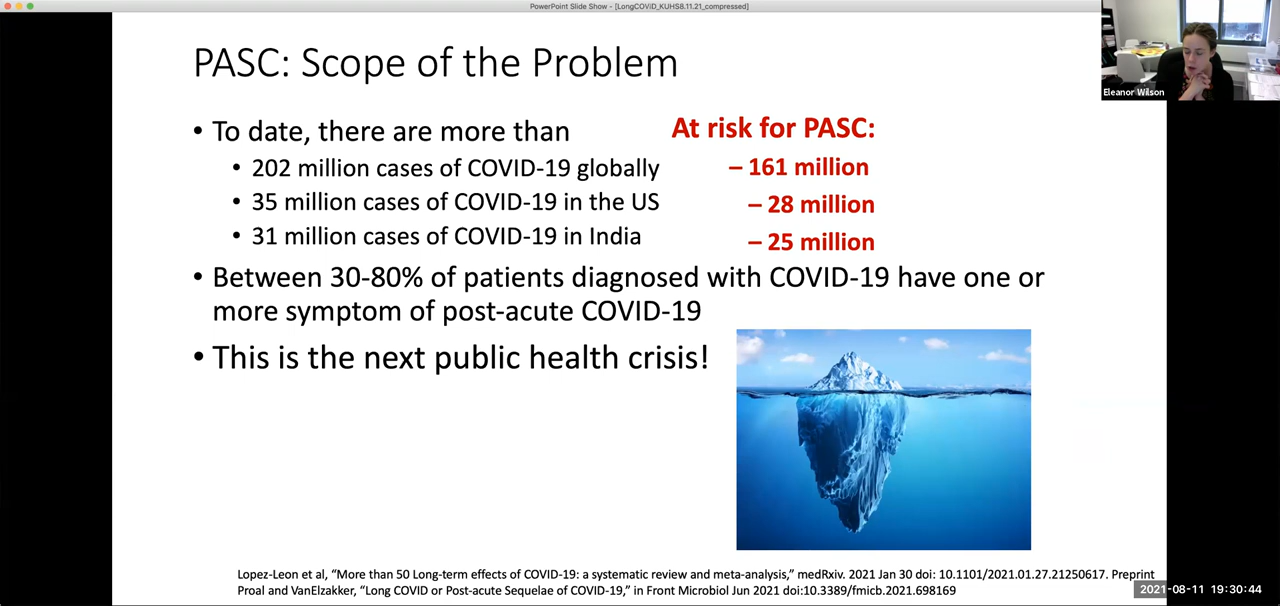 PowerPoint Slide Show - [LongCOViD_KUHS8.11.21_compressed]
Eleanor Wilson
PASC: Scope of the Problem
• To date, there are more than
• 202 million cases of COVID-19 globally
• 35 million cases of COVID-19 in the US
• 31 million cases of COVID-19 in India
At risk for PASC:
– 161 million
– 28 million
– 25 million
• Between 30-80% of patients diagnosed with COVID-19 have one or
more symptom of post-acute COVID-19
• This is the next public health crisis!
Lopez-Leon et al, “More than 50 Long-term effects of COVID-19: a systematic review and meta-analysis,” medRxiv. 2021 Jan 30 doi: 10.1101/2021.01.27.21250617. Preprint
Proal and VanElzakker, “Long COVID or Post-acute Sequelae of COVID-19,” in Front Microbiol Jun 2021 doi:10.3389/fmicb.2021.698169
2021-08-11 19:30:44